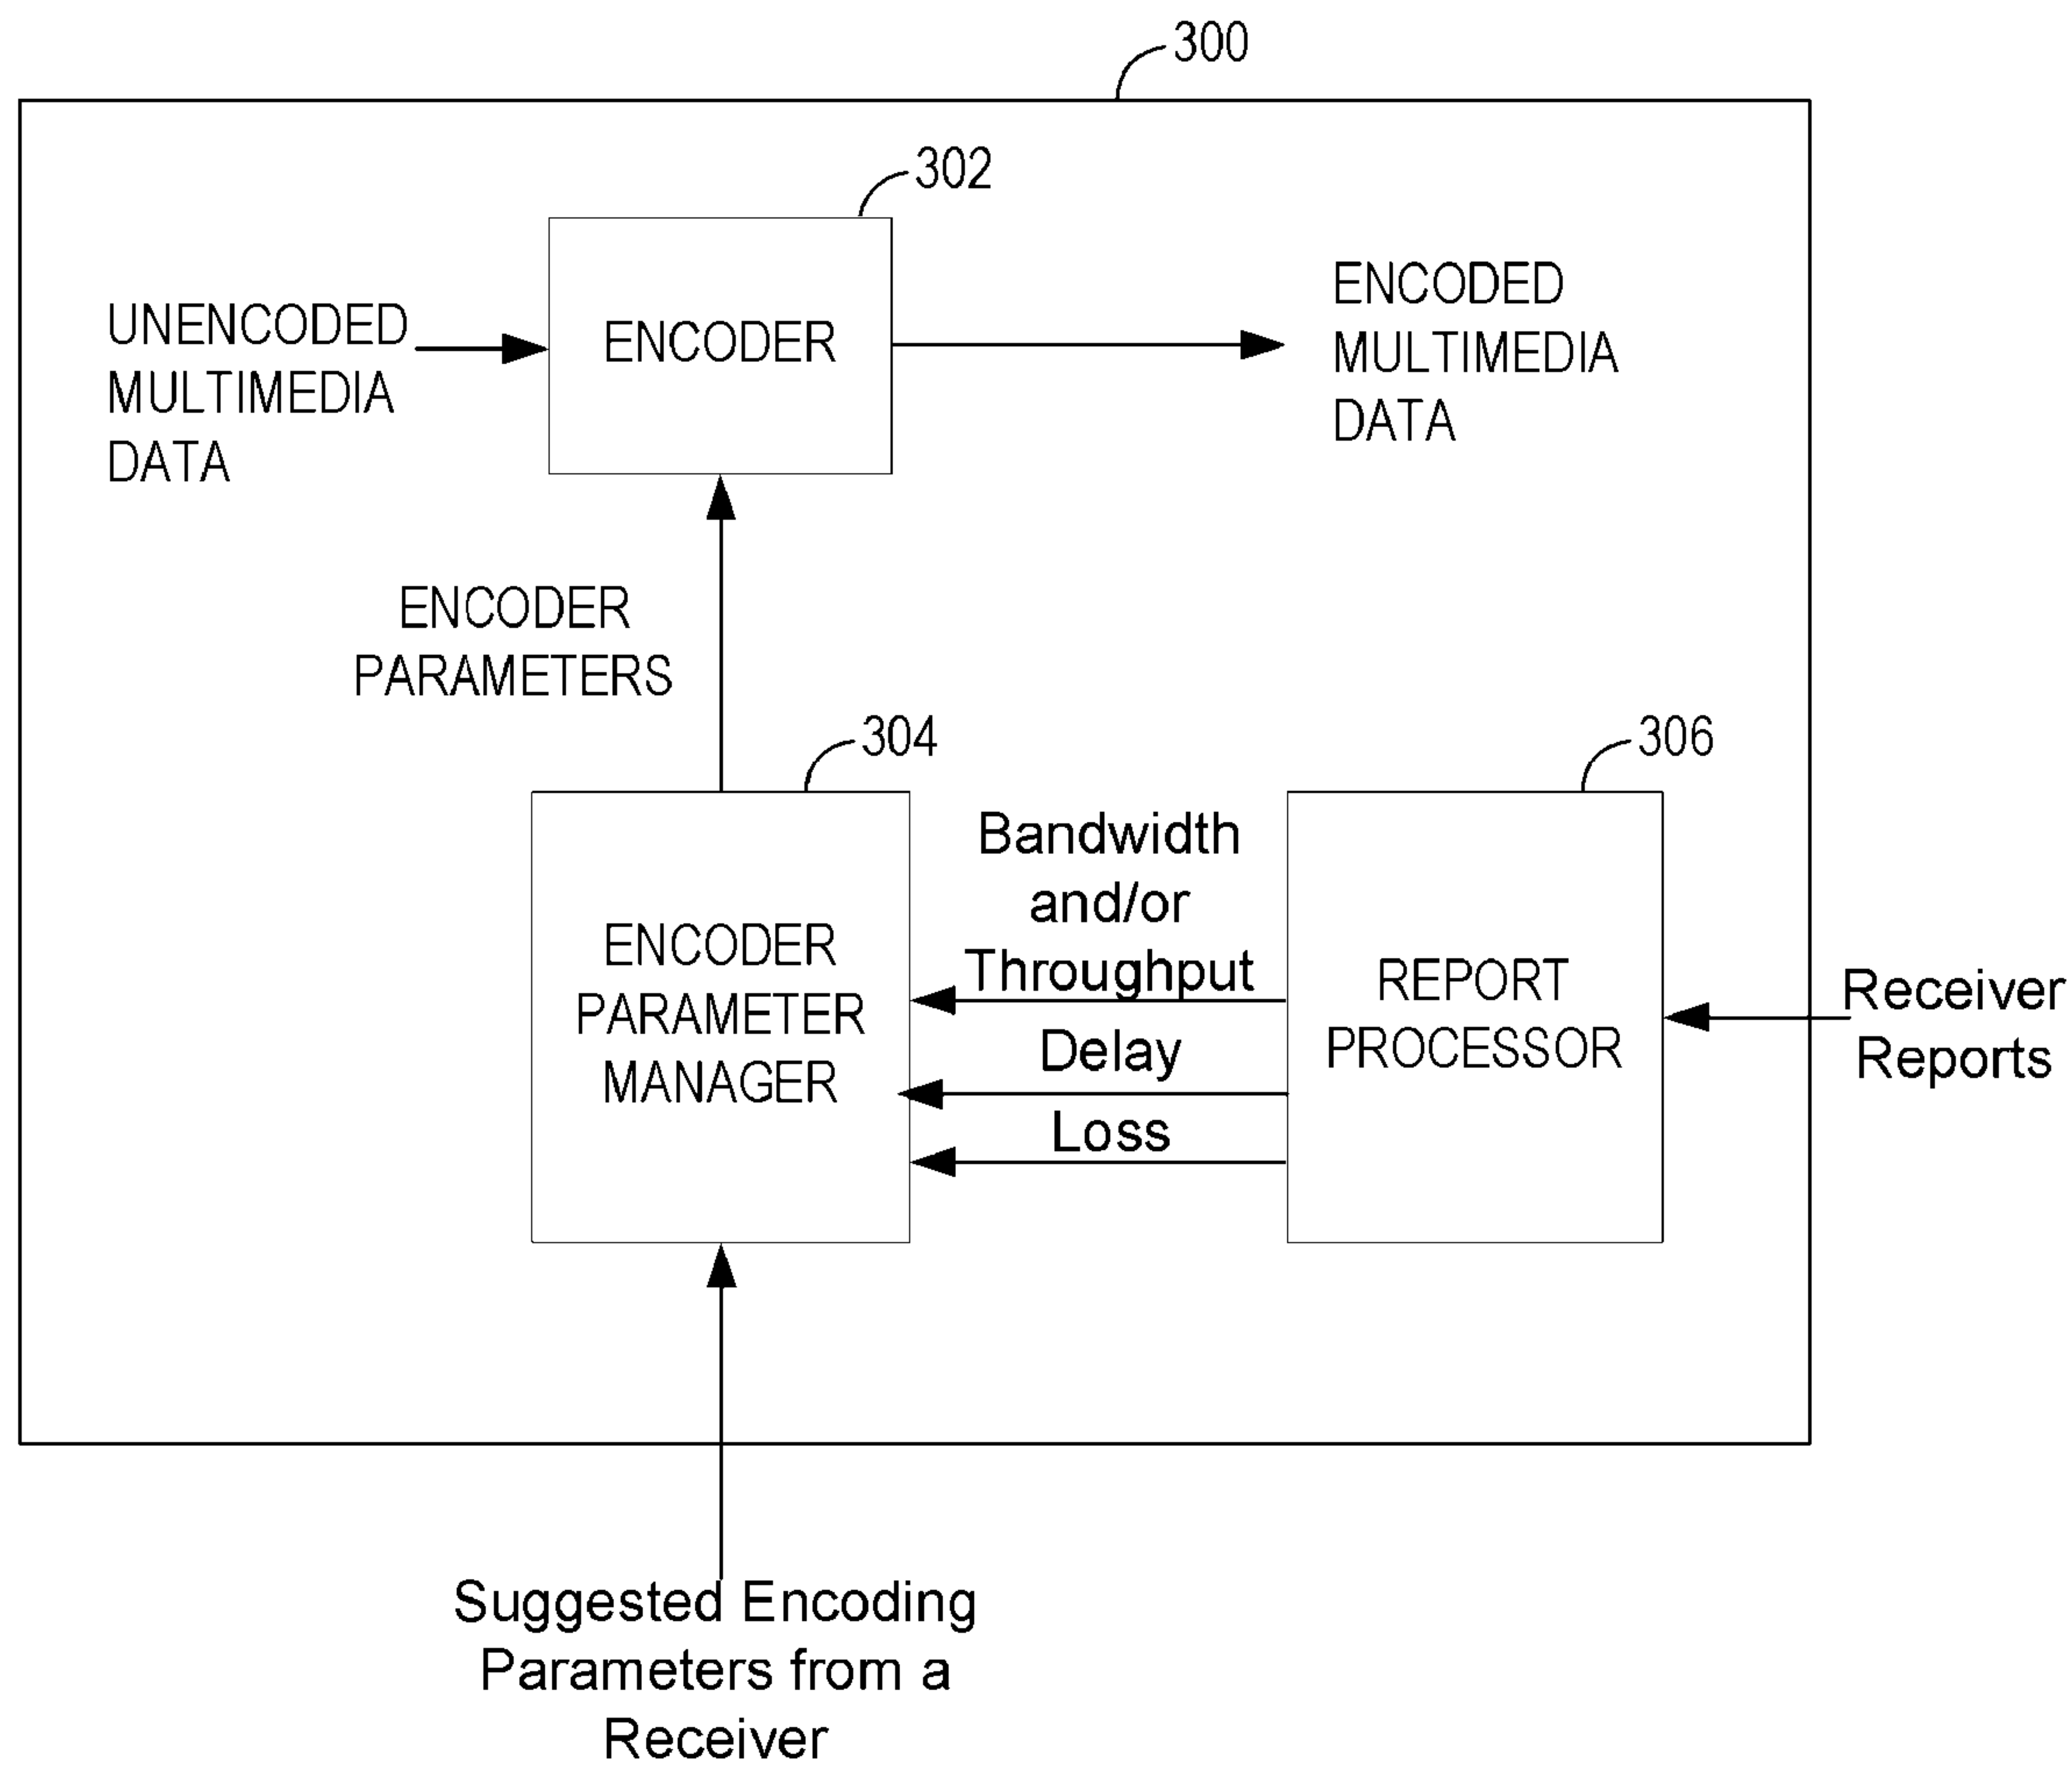 300
302
UNENCODED
MULTIMEDIA
DATA
ENCODER
ENCODED
MULTIMEDIA
DATA
ENCODER
PARAMETERS
304
306
ENCODER
PARAMETER
MANAGER
Bandwidth
and/or
Throughput
Delay
Loss
REPORT
PROCESSOR
Receiver
Reports
Suggested Encoding
Parameters from a
Receiver